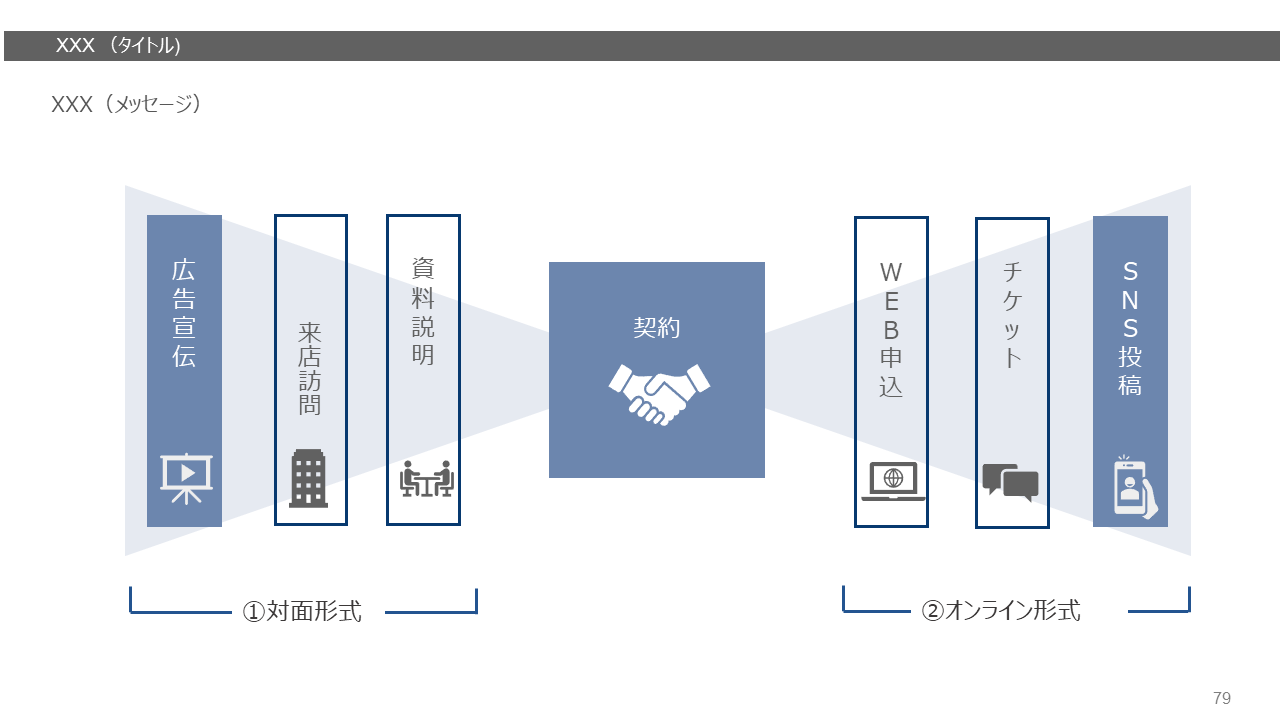 XXX （タイトル)
XXX（メッセージ）
広告宣伝
来店訪問
資料説明
契約
WEB申込
チケット
SNS投稿
①対面形式
②オンライン形式
79